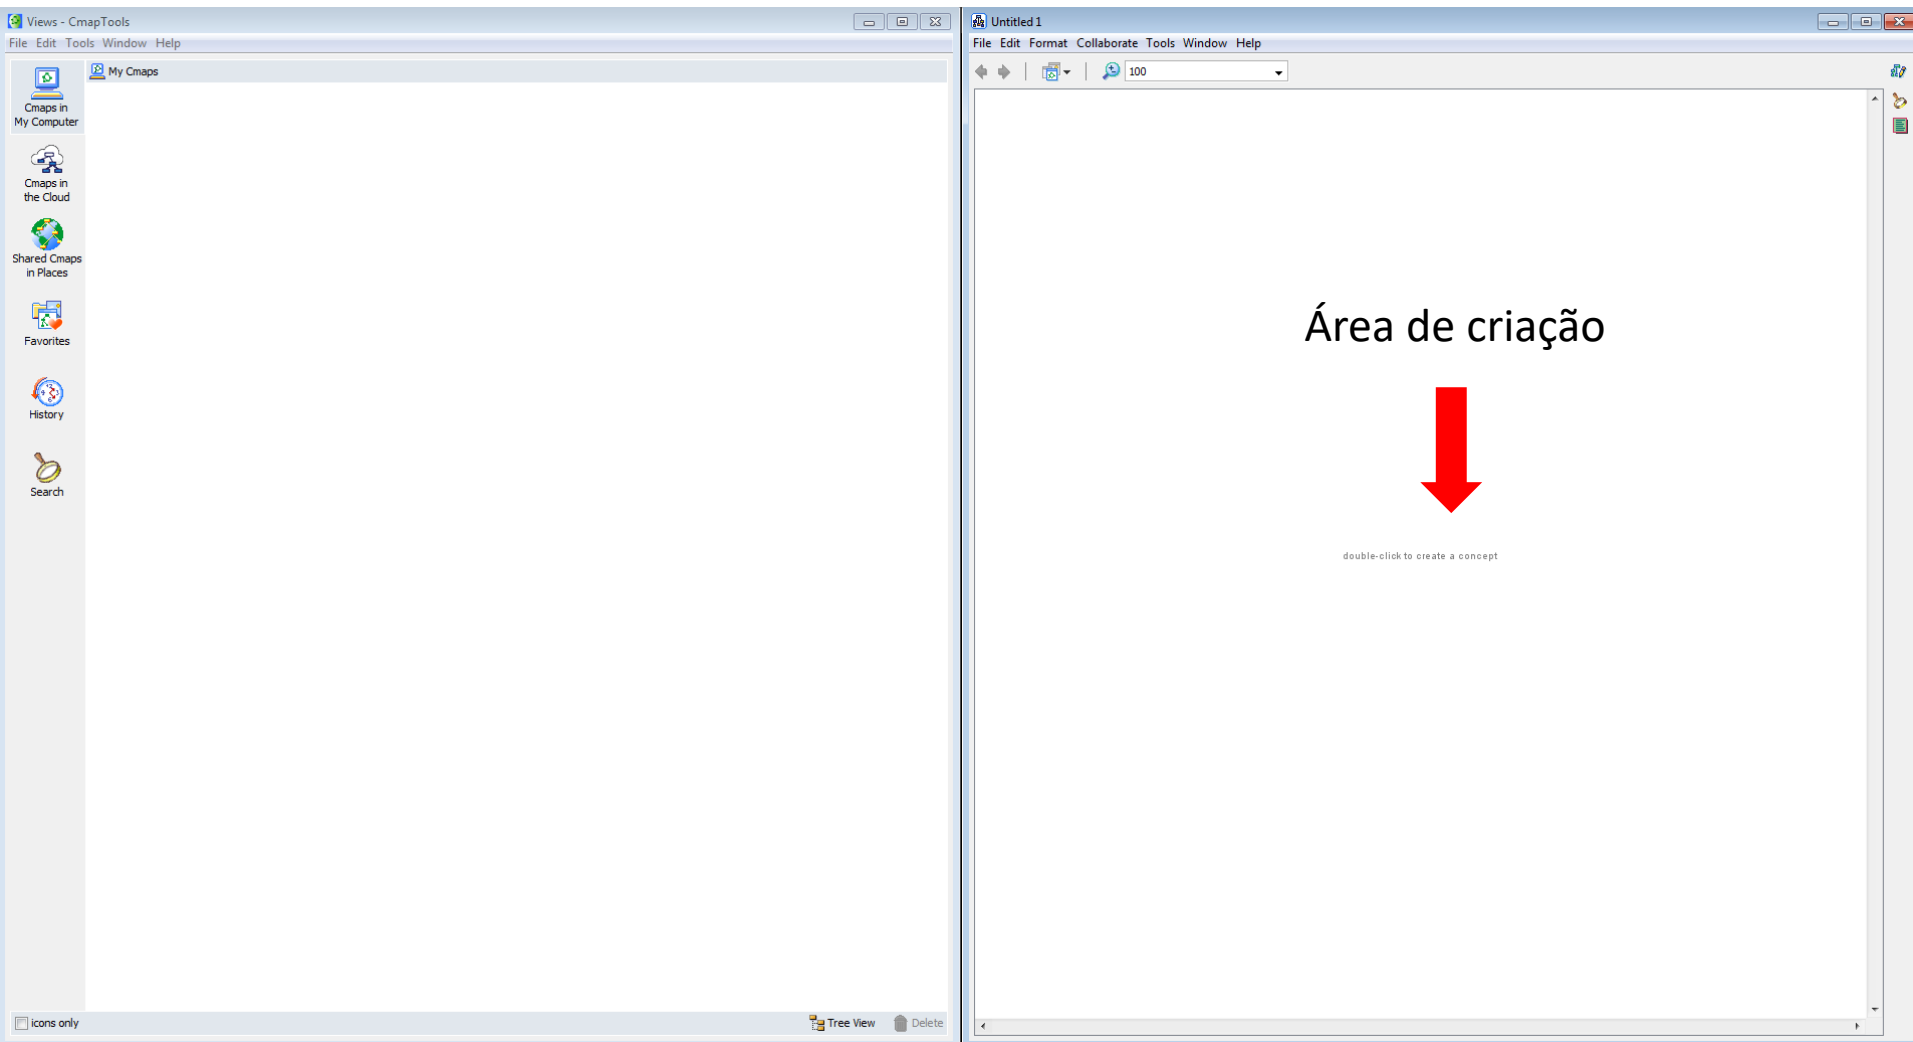 Views - CmapTools
File Edit Tools Window Help
My Cmaps
Cmaps in
My Computer
Cmaps in
the Cloud
Shared Cmaps
in Places
Favorites
History
Search
icons only
Tree View
Delete
Untitled 1
File Edit Format Collaborate Tools Window Help
100
Área de criação
double-click to create a concept